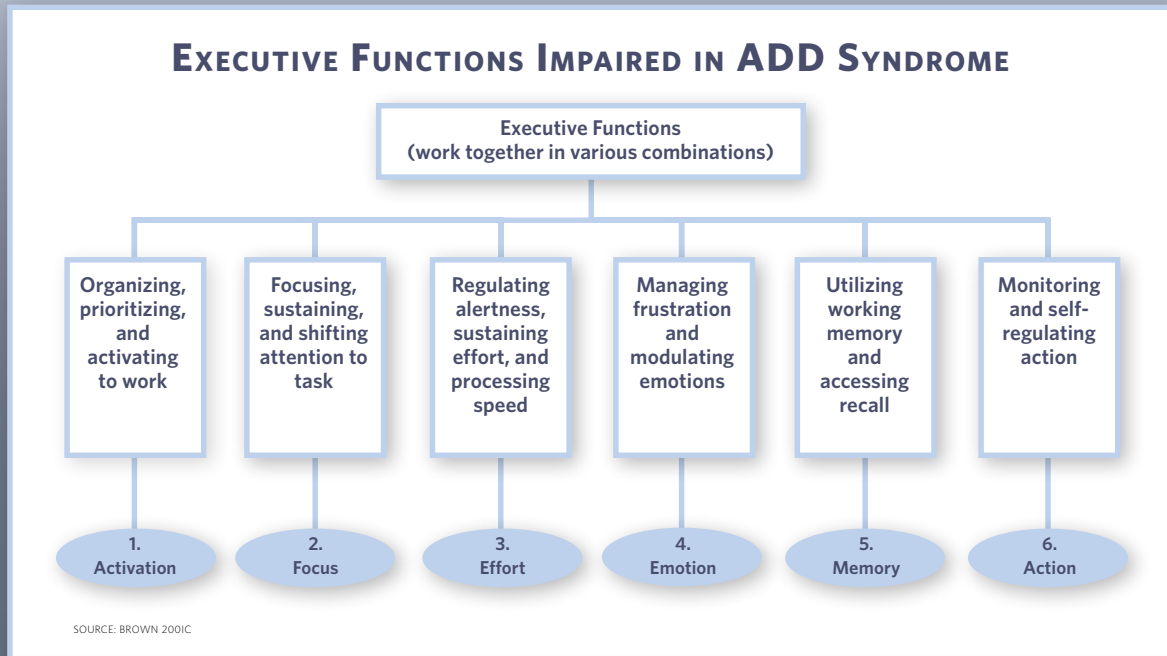 Executive Functions Impaired in ADD Syndrome
Executive Functions
(work together in various combinations)
Organizing,
prioritizing,
and
activating
to work
Focusing,
sustaining,
and shifting
attention to
task
Regulating
alertness,
sustaining
effort, and
processing
speed
Managing
frustration
and
modulating
emotions
Utilizing
working
memory
and
accessing
recall
Monitoring
and self-
regulating
action
1.
Activation
2.
Focus
3.
Effort
4.
Emotion
5.
Memory
6.
Action
SOURCE: BROWN 200IC